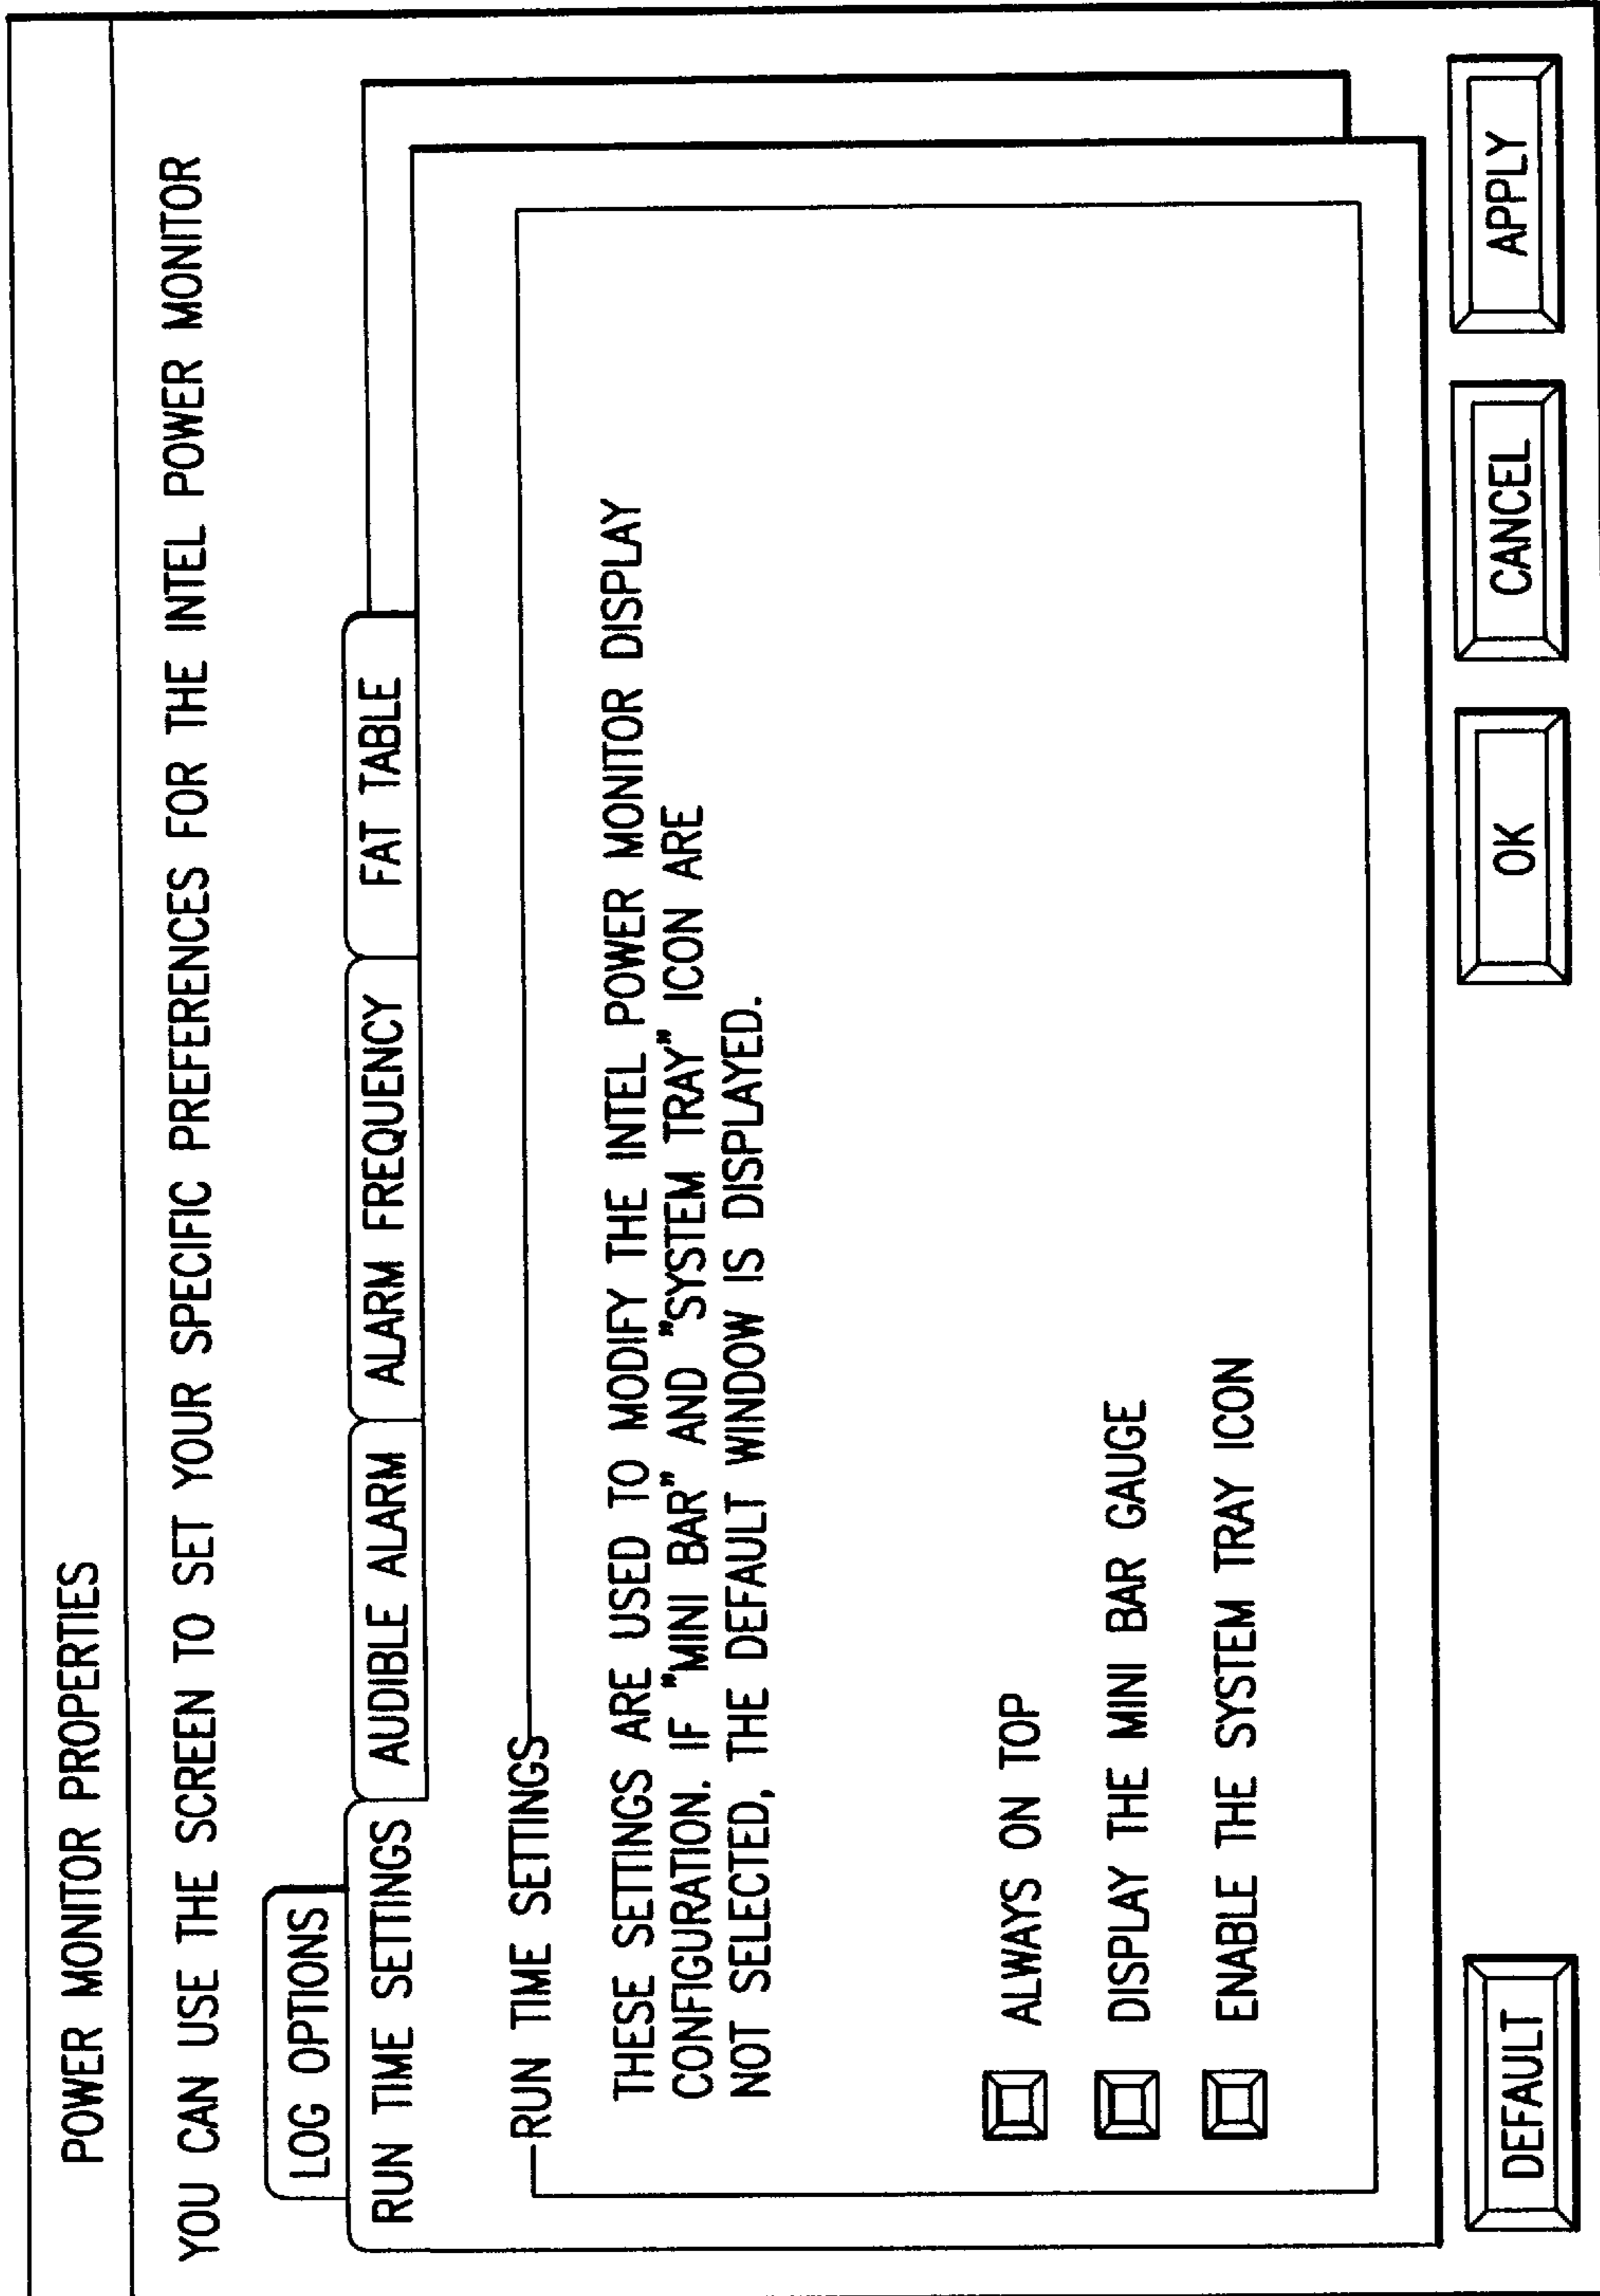 POWER MONITOR PROPERTIES
YOU CAN USE THE SCREEN TO SET YOUR SPECIFIC PREFERENCES FOR THE INTEL POWER MONITOR
LOG OPTIONS
RUN TIME SETTINGS AUDIBLE ALARM ALARM FREQUENCY FAT TABLE
RUN TIME SETTINGS
THESE SETTINGS ARE USED TO MODIFY THE INTEL POWER MONITOR DISPLAY
CONFIGURATION. IF "MINI BAR" AND "SYSTEM TRAY" ICON ARE
NOT SELECTED, THE DEFAULT WINDOW IS DISPLAYED.
ALWAYS ON TOP
DISPLAY THE MINI BAR GAUGE
ENABLE THE SYSTEM TRAY ICON
DEFAULT OK CANCEL APPLY